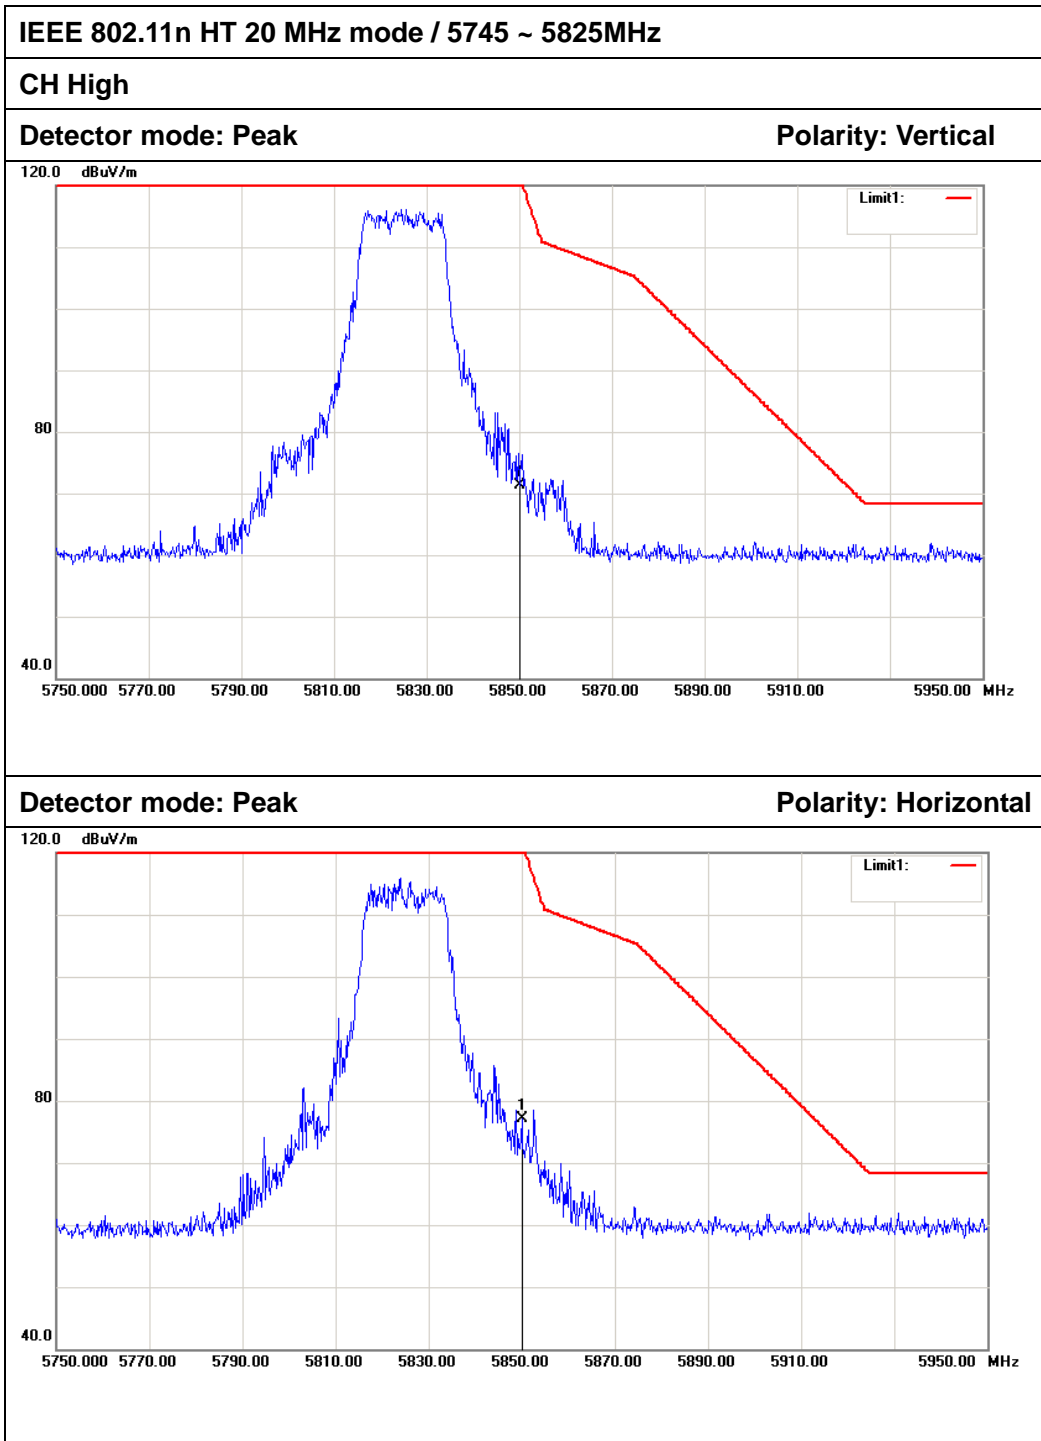 IEEE 802.11n HT 20 MHz mode / 5745 ~ 5825MHz
CH High
Detector mode: Peak Polarity: Vertical
120.0 dBuV/m
Limit1:
80
40.0
5750.000 5770.00 5790.00 5810.00 5830.00 5850.00 5870.00 5890.00 5910.00 5950.00 MHz
Detector mode: Peak Polarity: Horizontal
120.0 dBuV/m
Limit1:
80
1
40.0
5750.000 5770.00 5790.00 5810.00 5830.00 5850.00 5870.00 5890.00 5910.00 5950.00 MHz